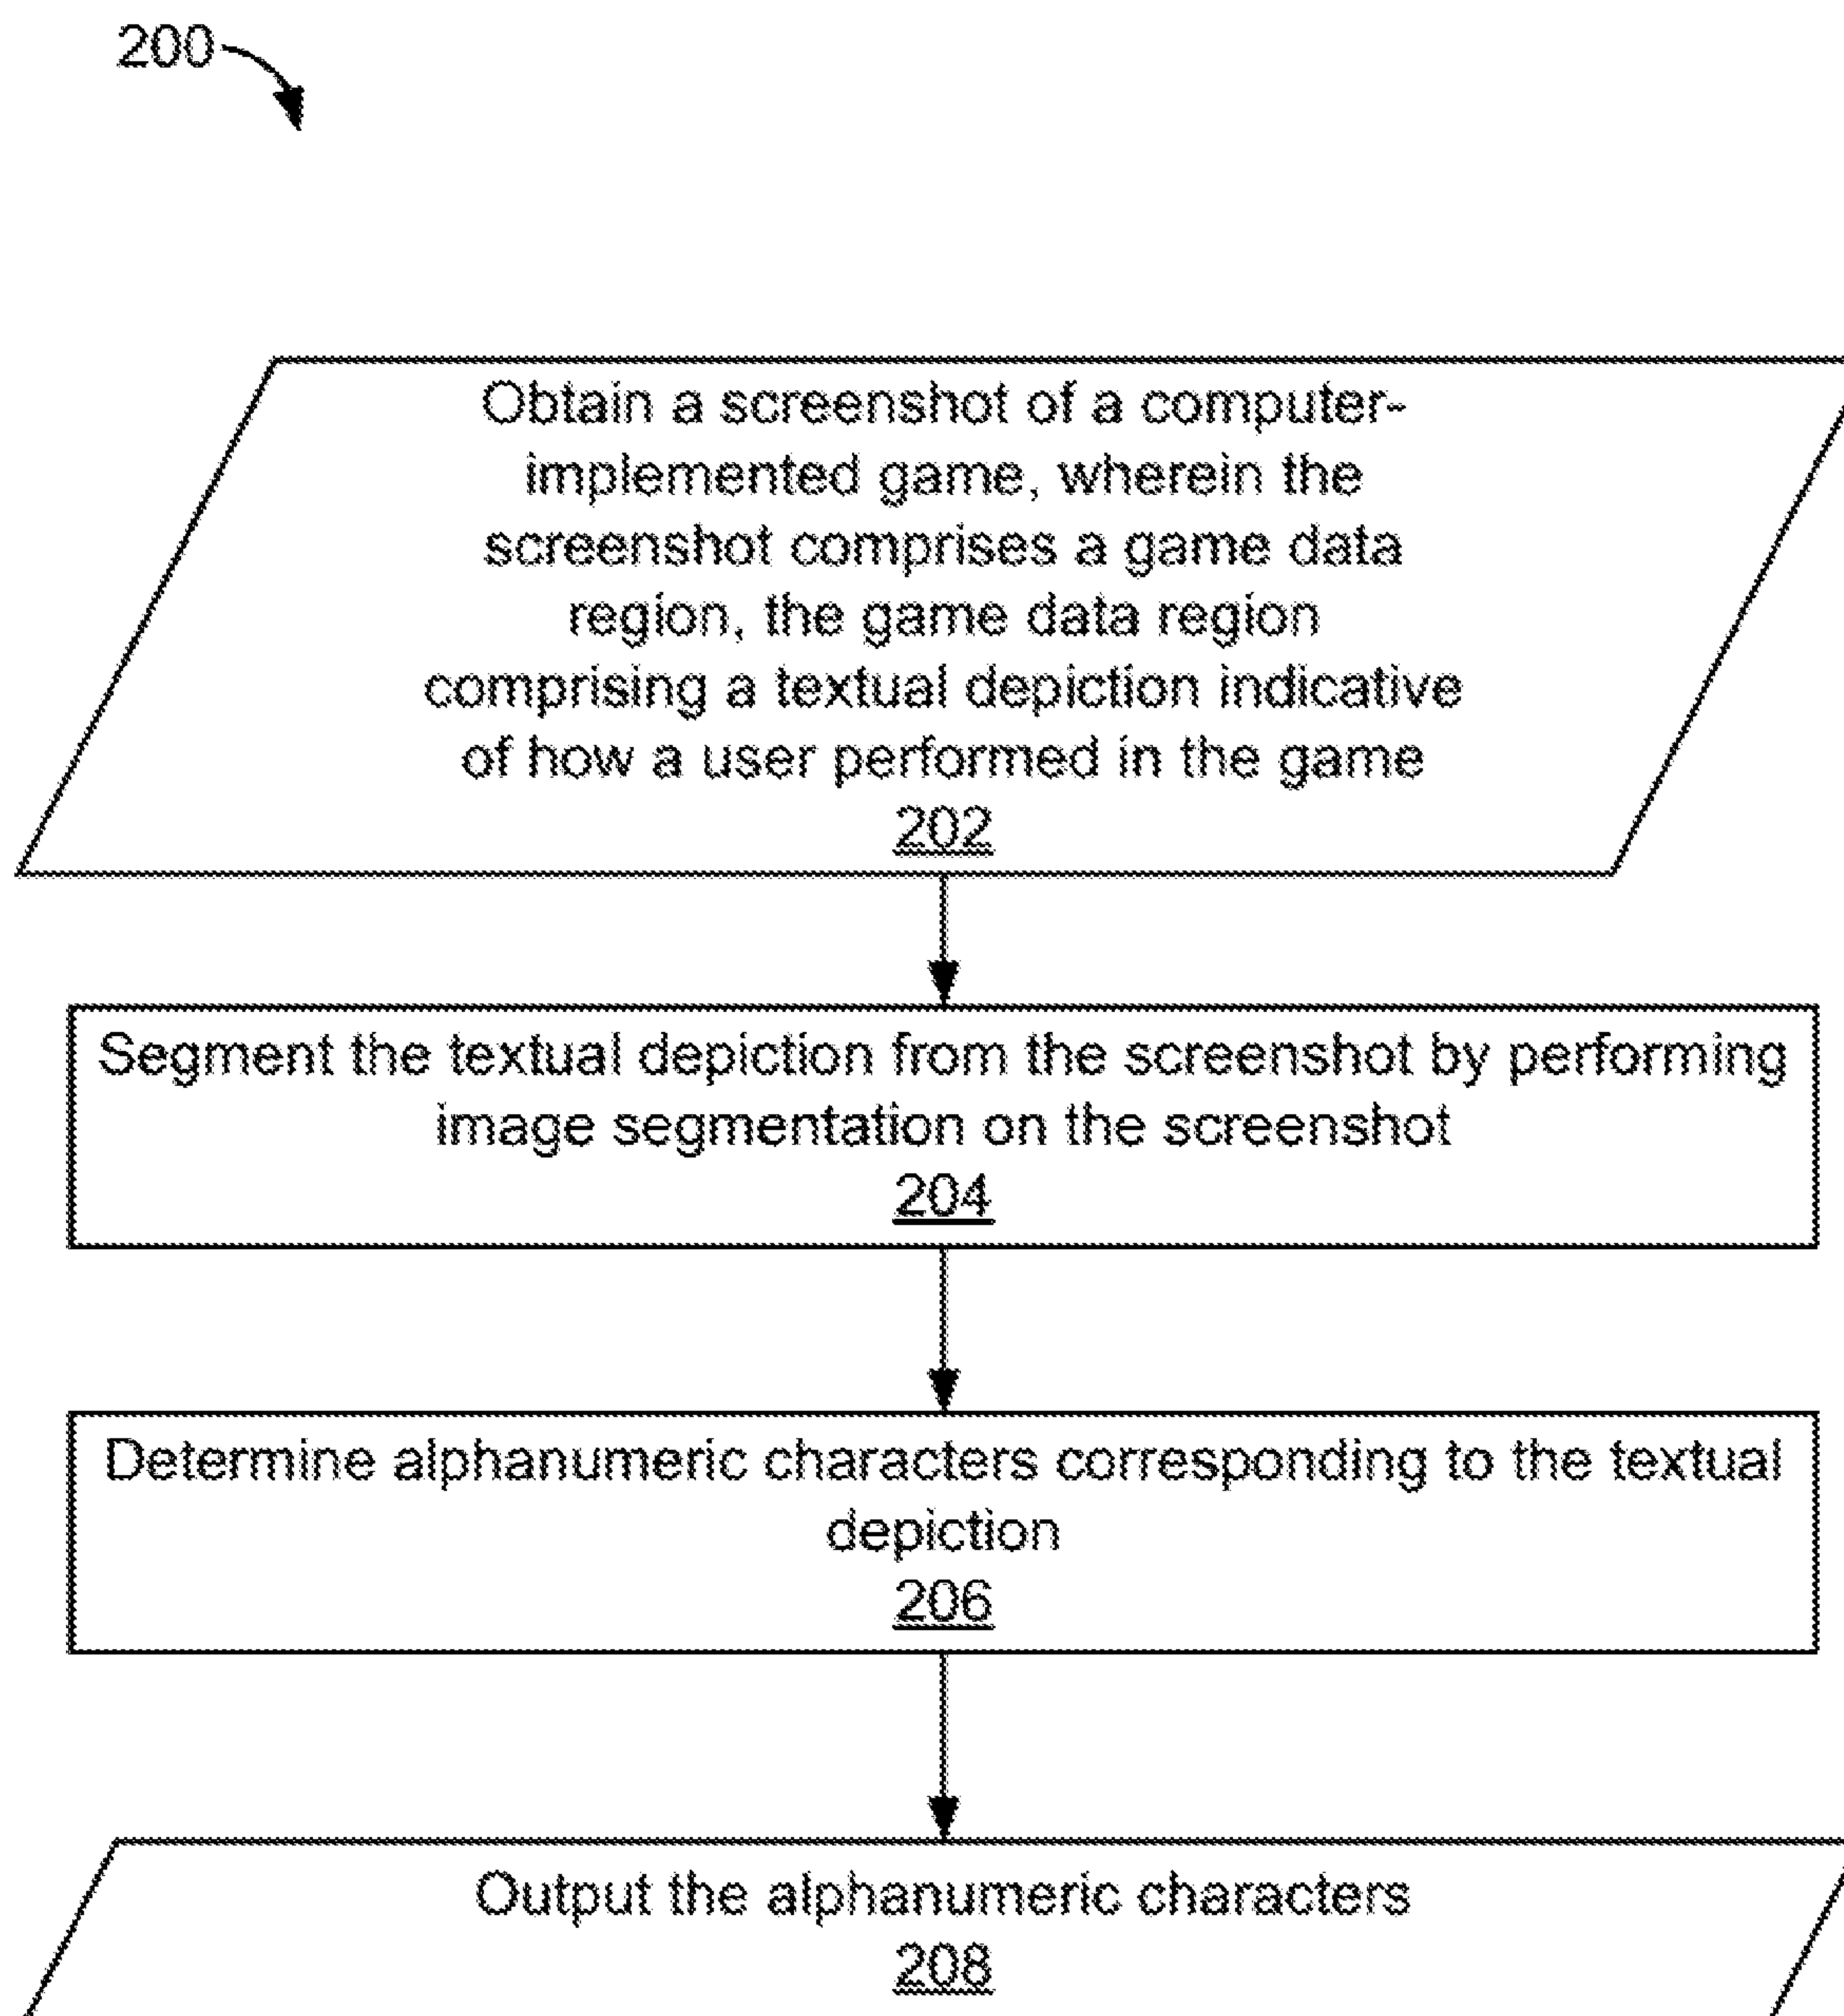 200
Obtain a screenshot of a computer-
implemented game, wherein the
screenshot comprises a game data
region, the game data region
comprising a textual depiction indicative
of how a user performed in the game
202
Segment the textual depiction from the screenshot by performing
image segmentation on the screenshot
204
Determine alphanumeric characters corresponding to the textual
depiction
206
Output the alphanumeric characters
208